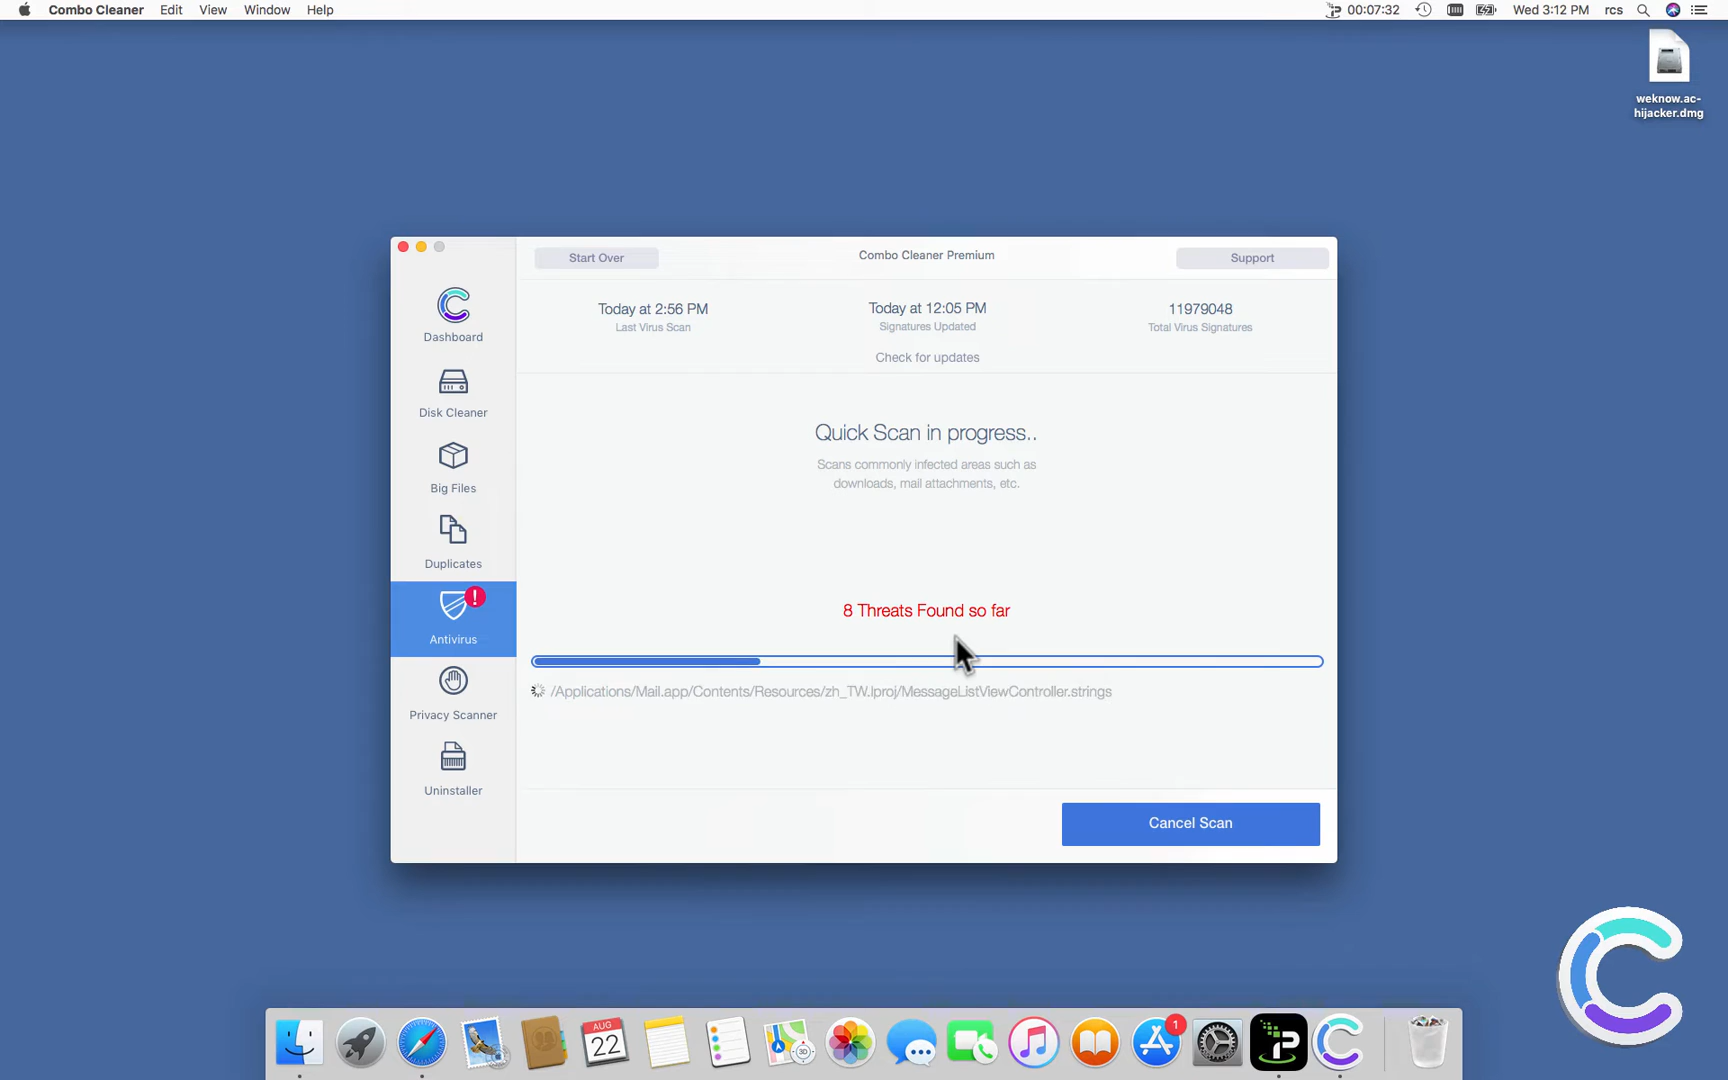 Combo Cleaner Edit View Window Help 00:07:32 Wed 3:12 PM rcs
weknow.ac-
hijacker.dmg
Start Over Combo Cleaner Premium Support
Today at 2:56 PM Today at 12:05 PM 11979048
Last Virus Scan Signatures Updated Total Virus Signatures
Check for updates
Dashboard
Disk Cleaner
Big Files
Duplicates
!
Antivirus
Privacy Scanner
Uninstaller
Quick Scan in progress..
Scans commonly infected areas such as
downloads, mail attachments, etc.
8 Threats Found so far
/Applications/Mail.app/Contents/Resources/zh_TW.lproj/MessageListViewController.strings
Cancel Scan
AUG
22
3D
1